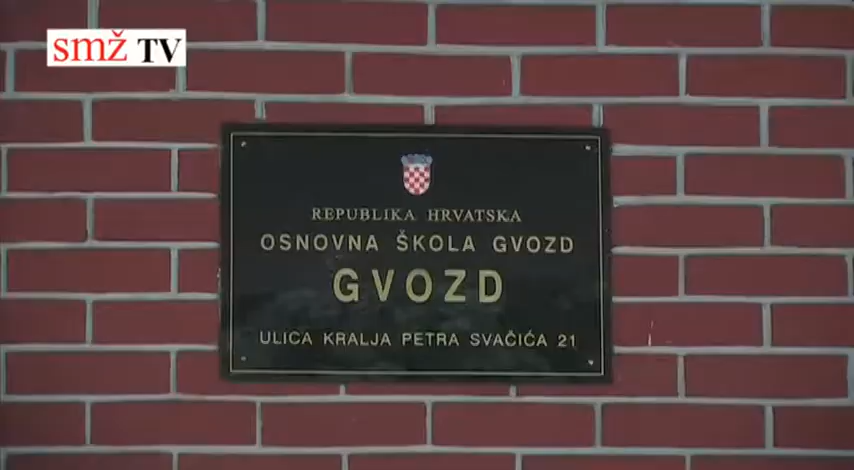 smž TV
REPUBLIKA HRVATSKA
OSNOVNA ŠKOLA GVOZD
GVOZD
ULICA KRALJA PETRA SVAČIĆA 21